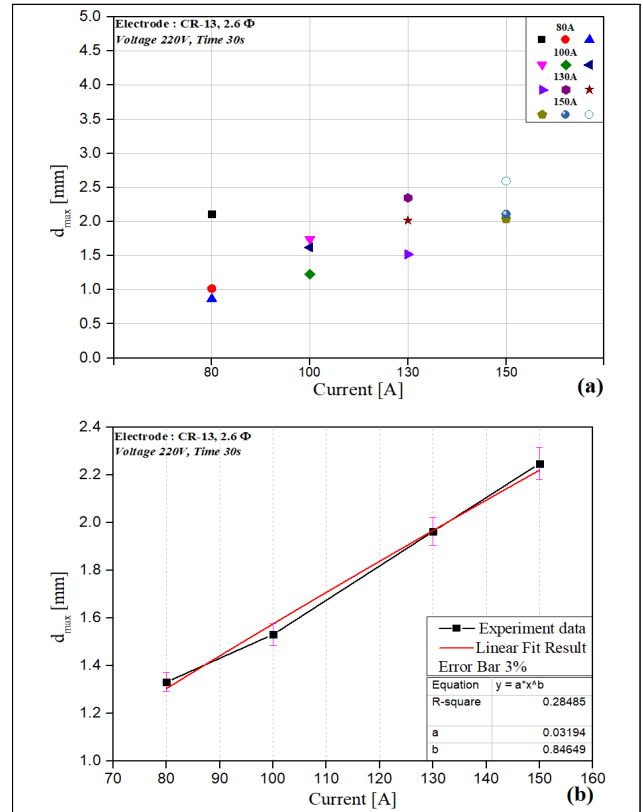 Electrode : CR-13, 2.6 Φ
Voltage 220V, Time 30s
80A
100A
130A
150A
5.0
4.5
4.0
3.5
3.0
2.5
2.0
1.5
1.0
0.5
0.0
d_max [mm]
80 100 130 150
Current [A]
(a)
Electrode : CR-13, 2.6 Φ
Voltage 220V, Time 30s
2.4
2.2
2.0
1.8
1.6
1.4
1.2
1.0
d_max [mm]
Experiment data
Linear Fit Result
Error Bar 3%
Equation y = a*x^b
R-square 0.28485
a 0.03194
b 0.84649
70 80 90 100 110 120 130 140 150 160
Current [A]
(b)